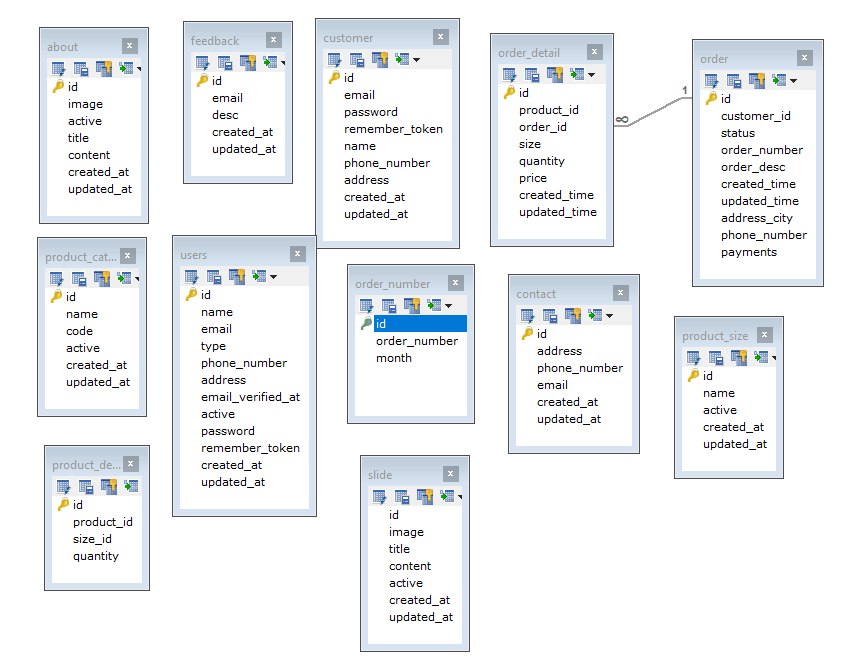 about
id
image
active
title
content
created_at
updated_at
feedback
id
email
desc
created_at
updated_at
customer
id
email
password
remember_token
name
phone_number
address
created_at
updated_at
order_detail
id
product_id
order_id
size
quantity
price
created_time
updated_time
∞
1
order
id
customer_id
status
order_number
order_desc
created_time
updated_time
address_city
phone_number
payments
product_cat...
id
name
code
active
created_at
updated_at
users
id
name
email
type
phone_number
address
email_verified_at
active
password
remember_token
created_at
updated_at
order_number
id
order_number
month
contact
id
address
phone_number
email
created_at
updated_at
product_size
id
name
active
created_at
updated_at
product_de...
id
product_id
size_id
quantity
slide
id
image
title
content
active
created_at
updated_at